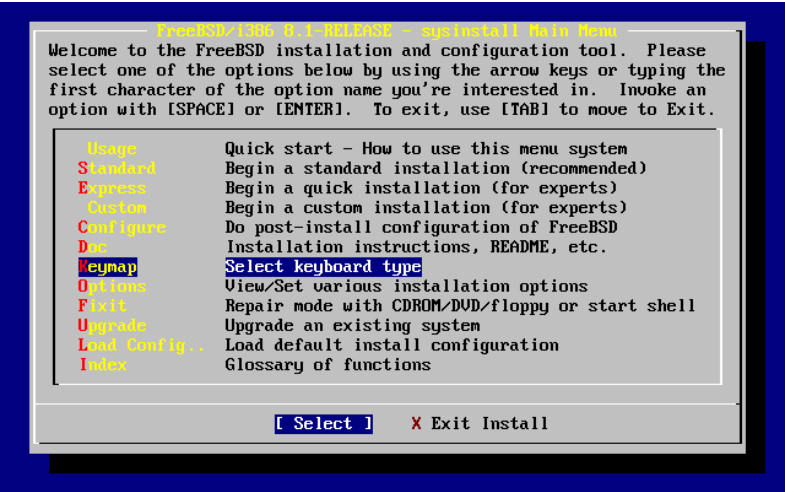 FreeBSD/i386 8.1-RELEASE - sysinstall Main Menu
Welcome to the FreeBSD installation and configuration tool.  Please
select one of the options below by using the arrow keys or typing the
first character of the option name you're interested in.  Invoke an
option with [SPACE] or [ENTER].  To exit, use [TAB] to move to Exit.
Usage Quick start - How to use this menu system
Standard Begin a standard installation (recommended)
Express Begin a quick installation (for experts)
Custom Begin a custom installation (for experts)
Configure Do post-install configuration of FreeBSD
Doc Installation instructions, README, etc.
Keymap Select keyboard type
Options View/Set various installation options
Fixit Repair mode with CDROM/DVD/floppy or start shell
Upgrade Upgrade an existing system
Load Config.. Load default install configuration
Index Glossary of functions
[ Select ] X Exit Install